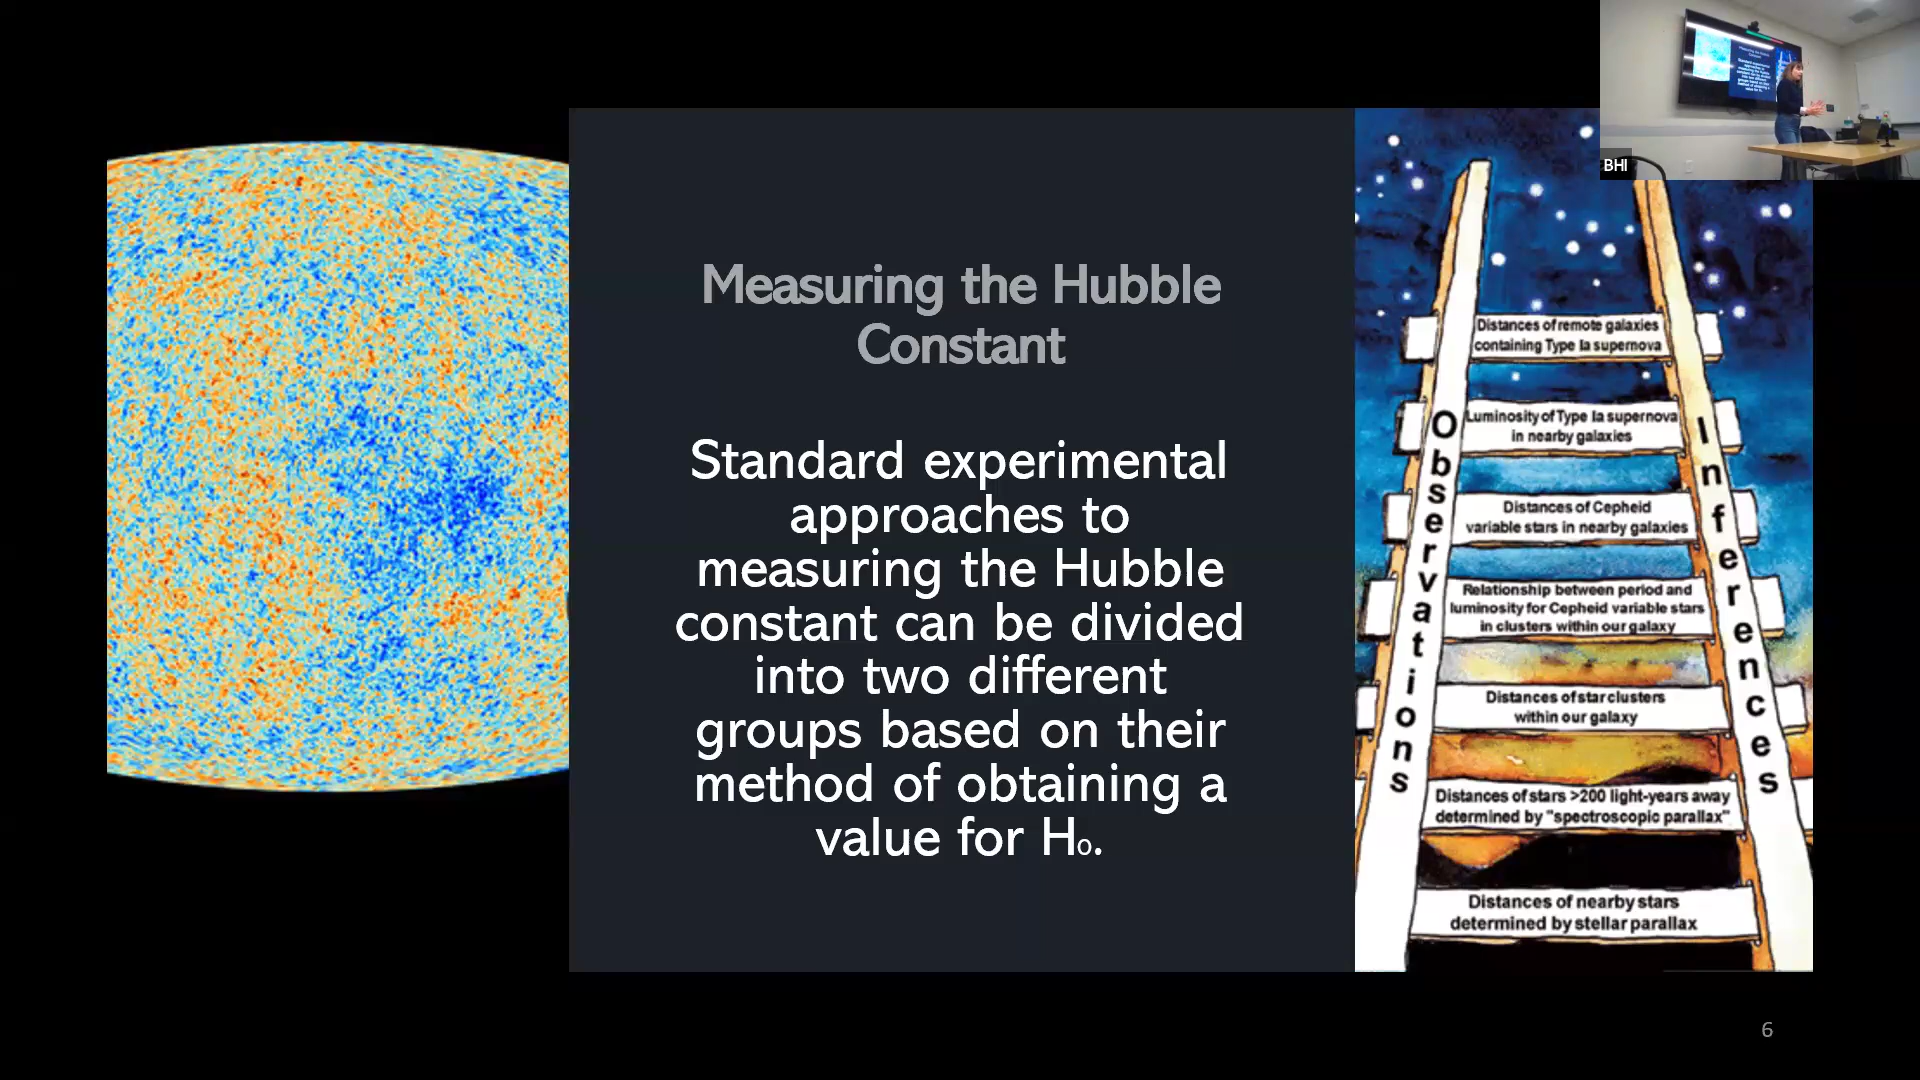 BHI
Measuring the Hubble
Constant
Standard experimental
approaches to
measuring the Hubble
constant can be divided
into two different
groups based on their
method of obtaining a
value for H₀.
Observations
Inferences
Distances of remote galaxies
containing Type Ia supernova
Luminosity of Type Ia supernova
in nearby galaxies
Distances of Cepheid
variable stars in nearby galaxies
Relationship between period and
luminosity for Cepheid variable stars
in clusters within our galaxy
Distances of star clusters
within our galaxy
Distances of stars >200 light-years away
determined by "spectroscopic parallax"
Distances of nearby stars
determined by stellar parallax
6